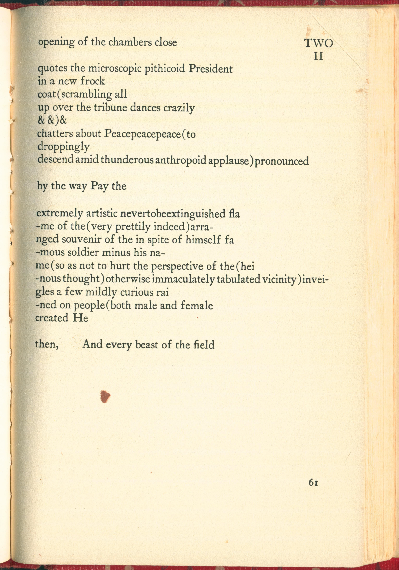 opening of the chambers close
TWO
II
quotes the microscopic pithicoid President
in a new frock
coat(scrambling all
up over the tribune dances crazily
& &)&
chatters about Peacepeacepeace(to
droppingly
descend amid thunderous anthropoid applause)pronounced
by the way Pay the
extremely artistic nevertobeextinguished fla
-me of the(very prettily indeed)arra-
nged souvenir of the in spite of himself fa
-mous soldier minus his na-
me(so as not to hurt the perspective of the(hei
-nous thought)otherwise immaculately tabulated vicinity)invei-
gles a few mildly curious rai
-ned on people(both male and female
created He
then, And every beast of the field
61